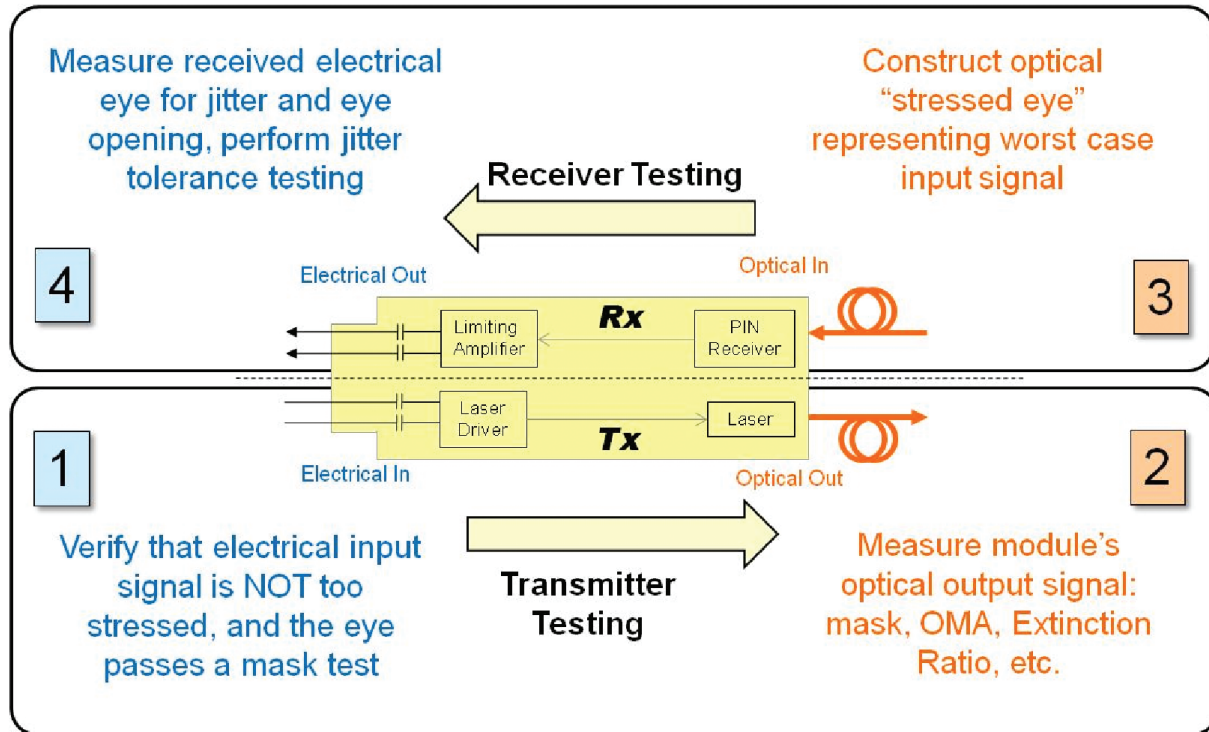 Measure received electrical
eye for jitter and eye
opening, perform jitter
tolerance testing
Construct optical
“stressed eye”
representing worst case
input signal
Receiver Testing
4
3
Electrical Out
Optical In
Limiting
Amplifier
Rx
PIN
Receiver
Laser
Driver
Tx
Laser
Electrical In
Optical Out
1
2
Verify that electrical input
signal is NOT too
stressed, and the eye
passes a mask test
Transmitter
Testing
Measure module’s
optical output signal:
mask, OMA, Extinction
Ratio, etc.